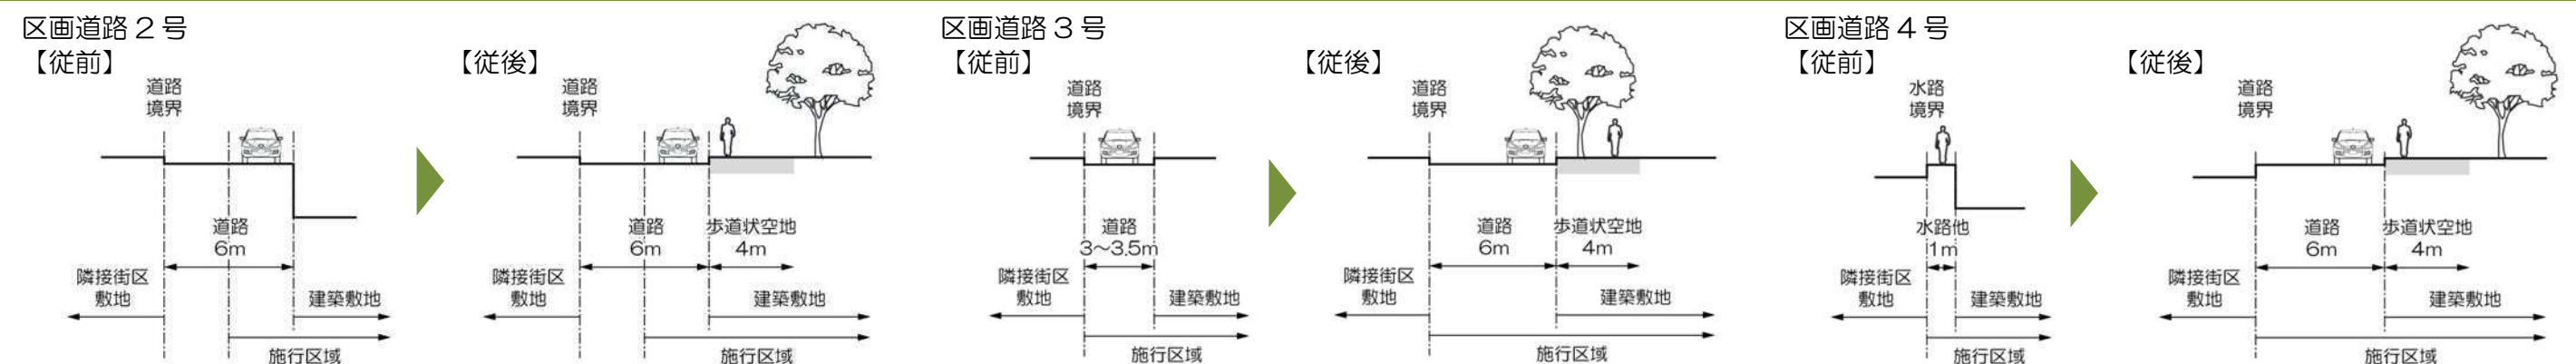 区画道路２号
【従前】
道路
境界
道路
6m
隣接街区
敷地
建築敷地
施行区域
【従後】
道路
境界
道路
6m
歩道状空地
4m
隣接街区
敷地
建築敷地
施行区域
区画道路３号
【従前】
道路
境界
道路
3〜3.5m
隣接街区
敷地
建築敷地
施行区域
【従後】
道路
境界
道路
6m
歩道状空地
4m
隣接街区
敷地
建築敷地
施行区域
区画道路４号
【従前】
水路
境界
水路他
1m
隣接街区
敷地
建築敷地
施行区域
【従後】
道路
境界
道路
6m
歩道状空地
4m
隣接街区
敷地
建築敷地
施行区域